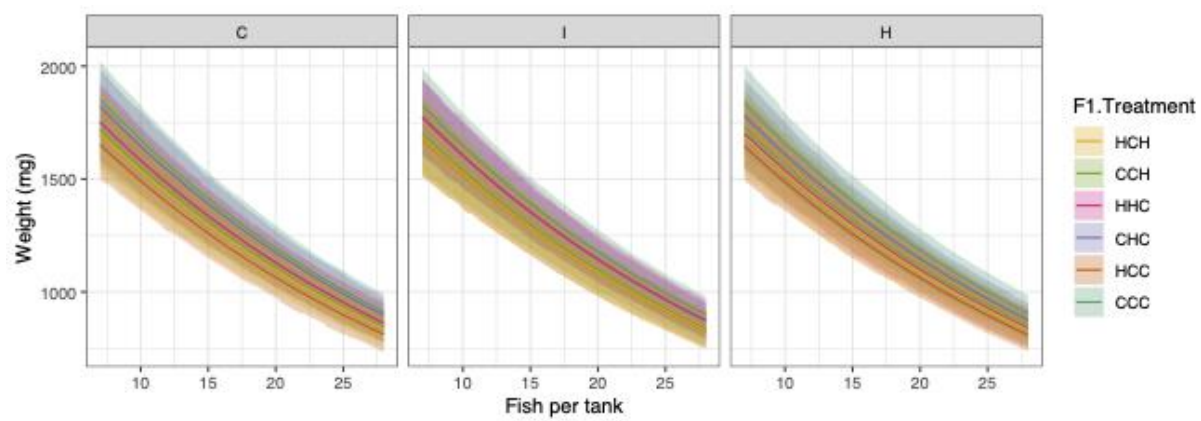 C
I
H
2000
1500
1000
Weight (mg)
10
15
20
25
10
15
20
25
10
15
20
25
Fish per tank
F1.Treatment
HCH
CCH
HHC
CHC
HCC
CCC